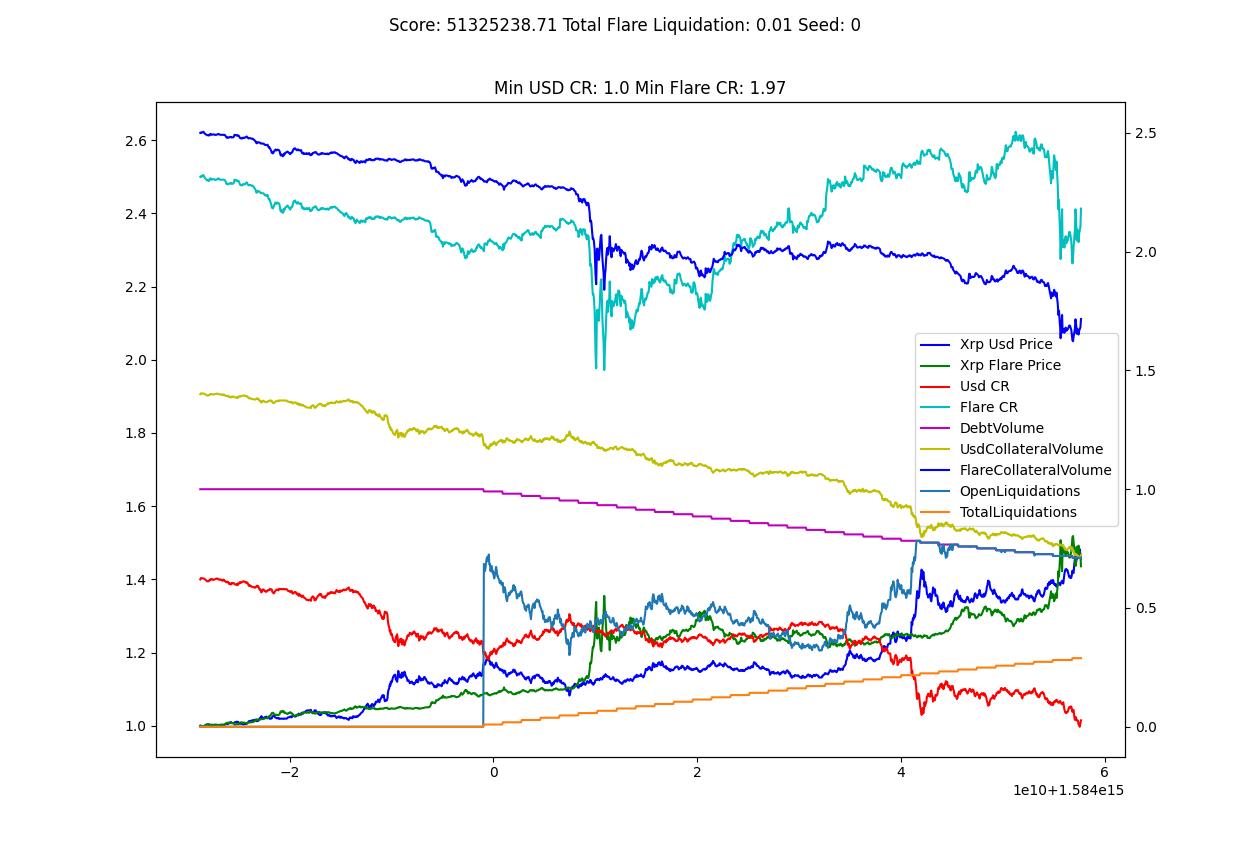 Score: 51325238.71 Total Flare Liquidation: 0.01 Seed: 0
Min USD CR: 1.0 Min Flare CR: 1.97
2.6
2.4
2.2
2.0
1.8
1.6
1.4
1.2
1.0
2.5
2.0
1.5
1.0
0.5
0.0
Xrp Usd Price
Xrp Flare Price
Usd CR
Flare CR
DebtVolume
UsdCollateralVolume
FlareCollateralVolume
OpenLiquidations
TotalLiquidations
−2 0 2 4 6
1e10+1.584e15